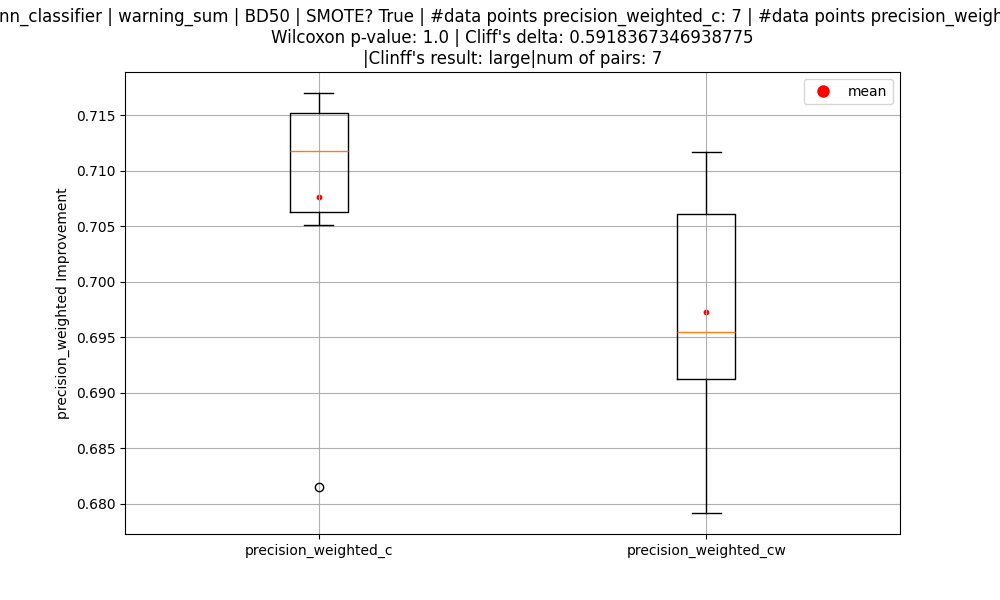 nn_classifier | warning_sum | BD50 | SMOTE? True | #data points precision_weighted_c: 7 | #data points precision_weigh
Wilcoxon p-value: 1.0 | Cliff's delta: 0.5918367346938775
|Clinff's result: large|num of pairs: 7
mean
0.715
0.710
0.705
0.700
0.695
0.690
0.685
0.680
precision_weighted Improvement
precision_weighted_c
precision_weighted_cw